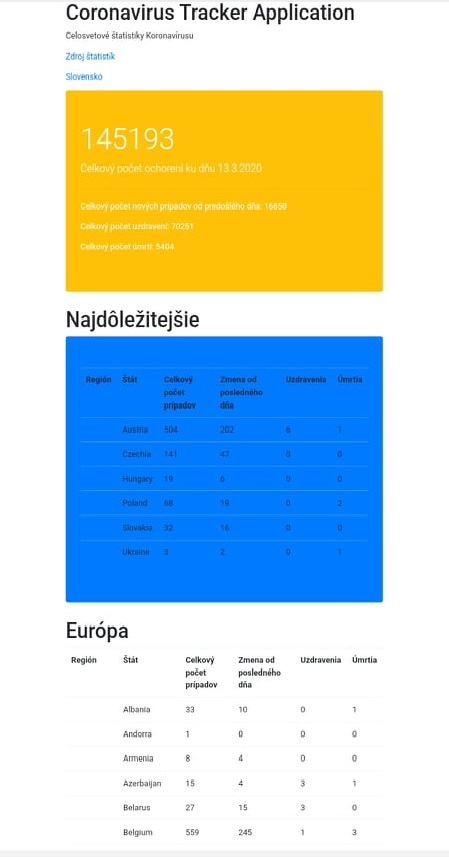 Coronavirus Tracker Application
Celosvetové štatistiky Koronavírusu
Zdroj štatistík
Slovensko
145193
Celkový počet ochorení ku dňu 13.3.2020
Celkový počet nových prípadov od predošlého dňa: 16850
Celkový počet uzdravení: 70251
Celkový počet úmrtí: 5404
Najdôležitejšie
Región Štát Celkový počet prípadov Zmena od posledného dňa Uzdravenia Úmrtia
Austria 504 202 6 1
Czechia 141 47 0 0
Hungary 19 6 0 0
Poland 68 19 0 2
Slovakia 32 16 0 0
Ukraine 3 2 0 1
Európa
Región Štát Celkový počet prípadov Zmena od posledného dňa Uzdravenia Úmrtia
Albania 33 10 0 1
Andorra 1 0 0 0
Armenia 8 4 0 0
Azerbaijan 15 4 3 1
Belarus 27 15 3 0
Belgium 559 245 1 3